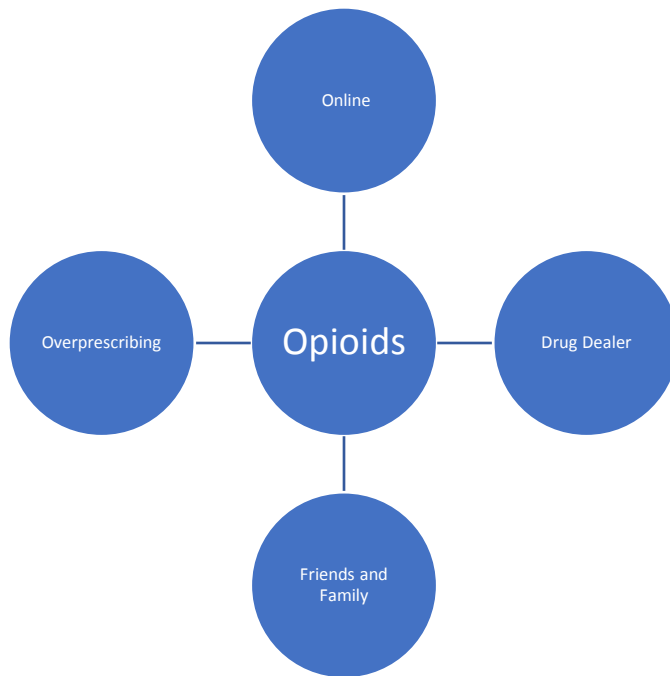 Online
Overprescribing
Opioids
Drug Dealer
Friends and
Family